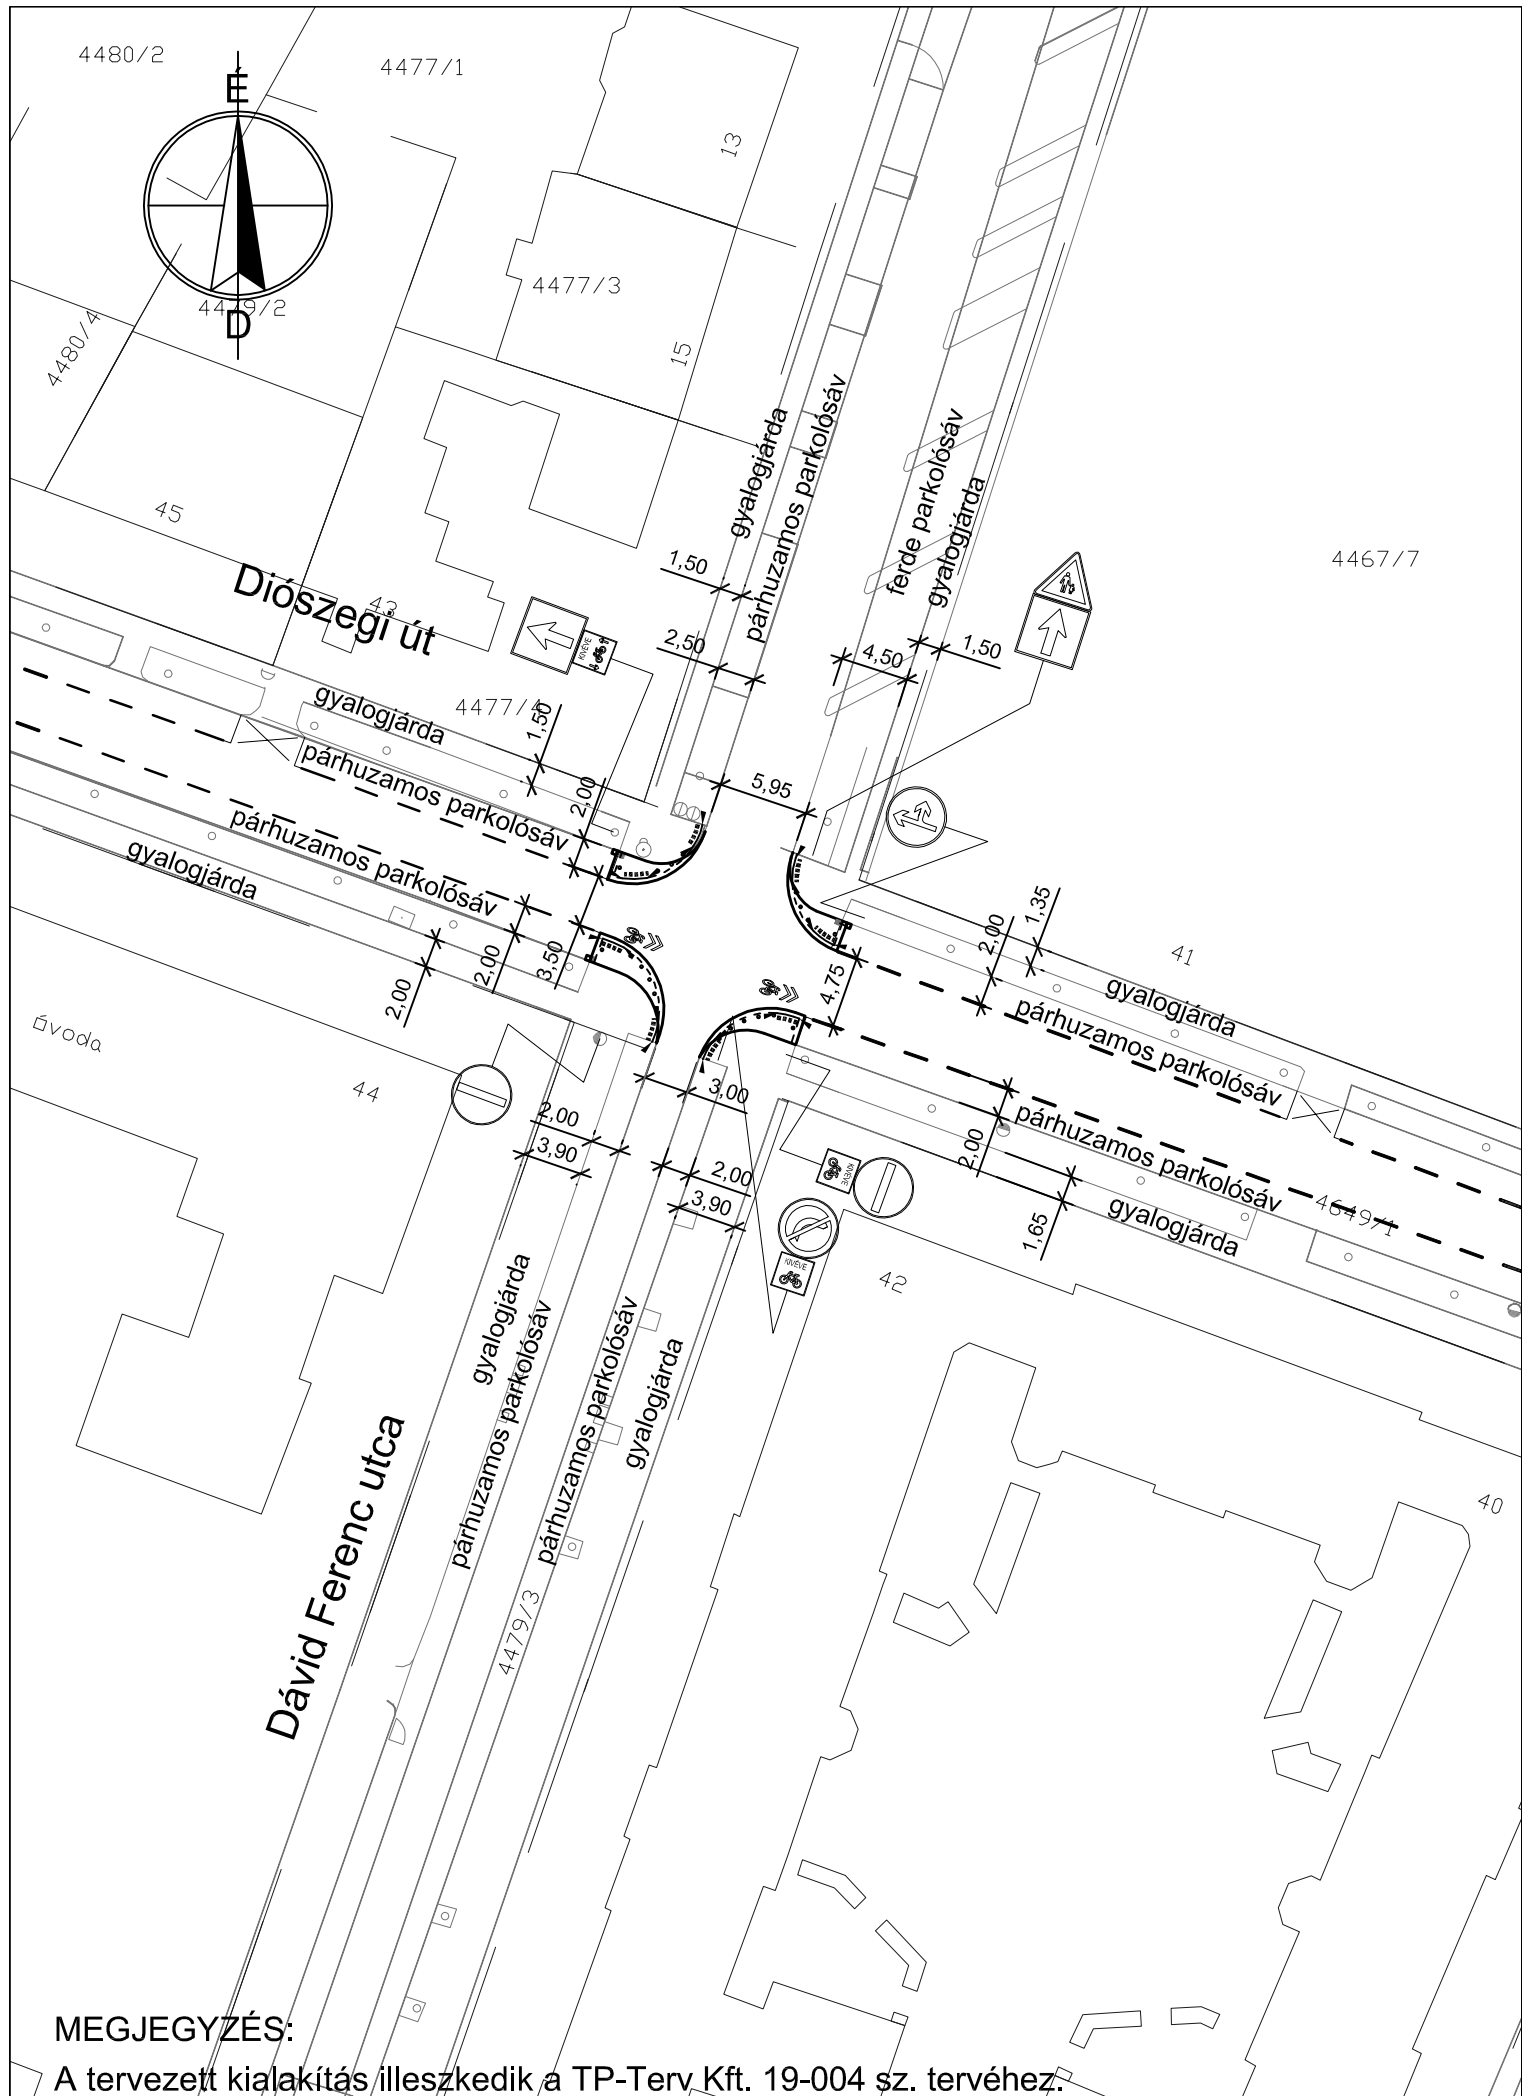 4480/2
4477/1
É
13
4477/3
4479/2
D
4480/4
15
gyalogjárda
párhuzamos parkolósáv
ferde parkolósáv
gyalogjárda
45
4467/7
Diószegi út
43
1,50
2,50
KIVÉVE
4,50
1,50
4477/4
gyalogjárda
1,50
párhuzamos parkolósáv
2,00
5,95
párhuzamos parkolósáv
gyalogjárda
2,00
2,00
3,50
4,75
2,00
1,35
41
gyalogjárda
párhuzamos parkolósáv
óvoda
44
3,00
2,00
3,90
2,00
3,90
KIVÉVE
KIVÉVE
2,00
párhuzamos parkolósáv
1,65
gyalogjárda
4649/1
42
gyalogjárda
párhuzamos parkolósáv
párhuzamos parkolósáv
gyalogjárda
40
Dávid Ferenc utca
4479/3
MEGJEGYZÉS:
A tervezett kialakítás illeszkedik a TP-Terv Kft. 19-004 sz. tervéhez.